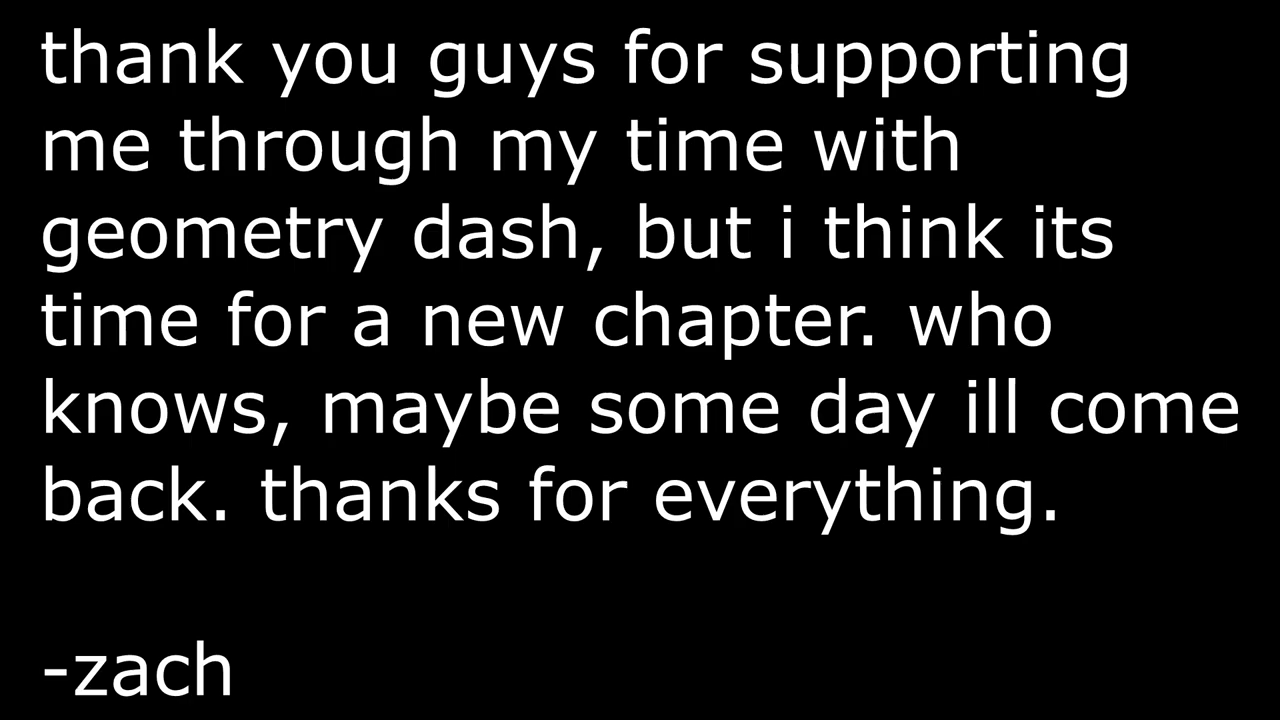 thank you guys for supporting
me through my time with
geometry dash, but i think its
time for a new chapter. who
knows, maybe some day ill come
back. thanks for everything.
-zach